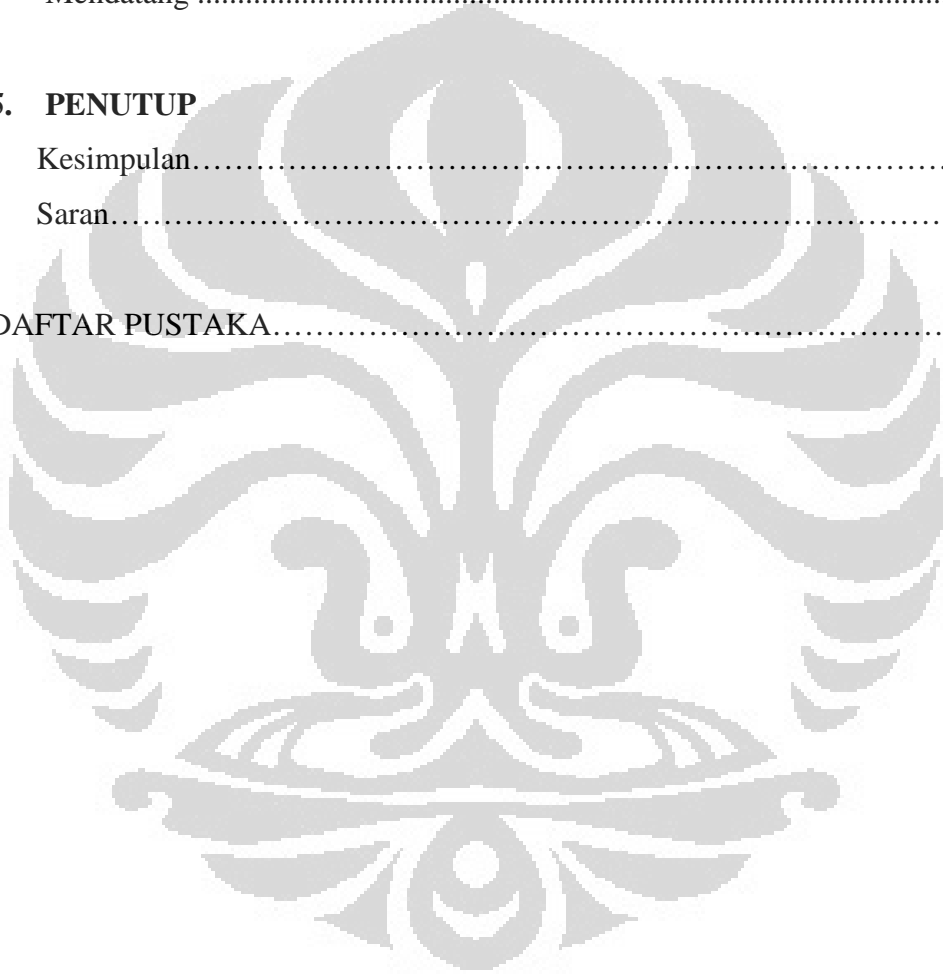 Mendatang ..........................................................................................
5. PENUTUP
Kesimpulan……………………………………………………………………
Saran……………………………………………………………………………
DAFTAR PUSTAKA……………………………………………………………